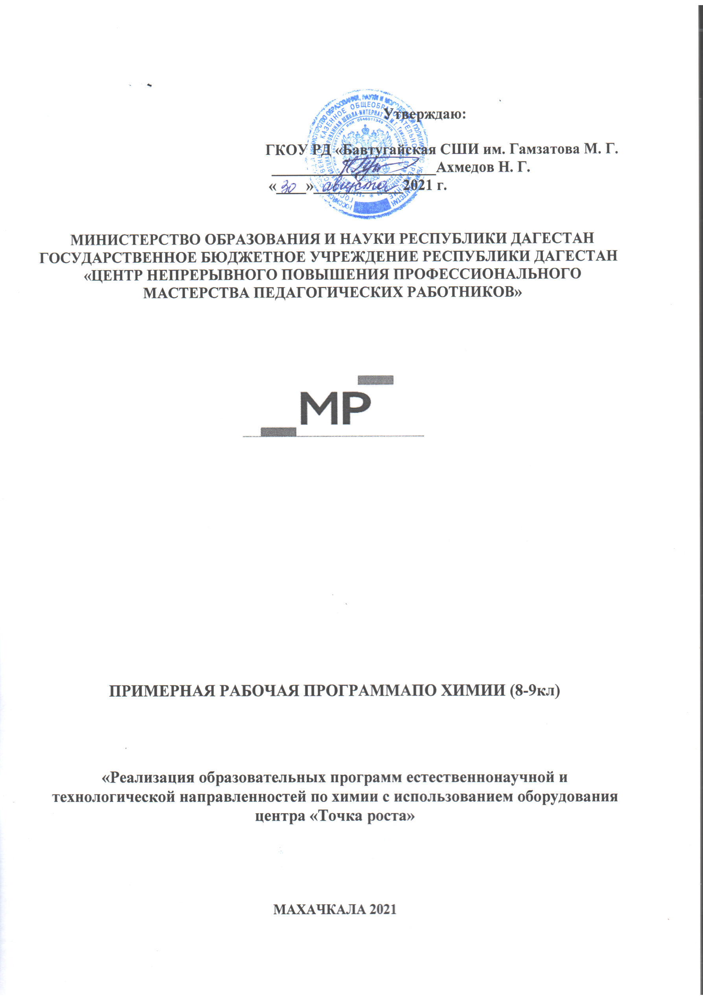 Утверждаю:
ГКОУ РД «Бавтугайская СШИ им. Гамзатова М. Г.
Ахмедов Н. Г.
«30» августа 2021 г.
МИНИСТЕРСТВО ОБРАЗОВАНИЯ И НАУКИ РЕСПУБЛИКИ ДАГЕСТАН
ГОСУДАРСТВЕННОЕ БЮДЖЕТНОЕ УЧРЕЖДЕНИЕ РЕСПУБЛИКИ ДАГЕСТАН
«ЦЕНТР НЕПРЕРЫВНОГО ПОВЫШЕНИЯ ПРОФЕССИОНАЛЬНОГО
МАСТЕРСТВА ПЕДАГОГИЧЕСКИХ РАБОТНИКОВ»
МР
ПРИМЕРНАЯ РАБОЧАЯ ПРОГРАММАПО ХИМИИ (8-9кл)
«Реализация образовательных программ естественнонаучной и
технологической направленностей по химии с использованием оборудования
центра «Точка роста»
МАХАЧКАЛА 2021